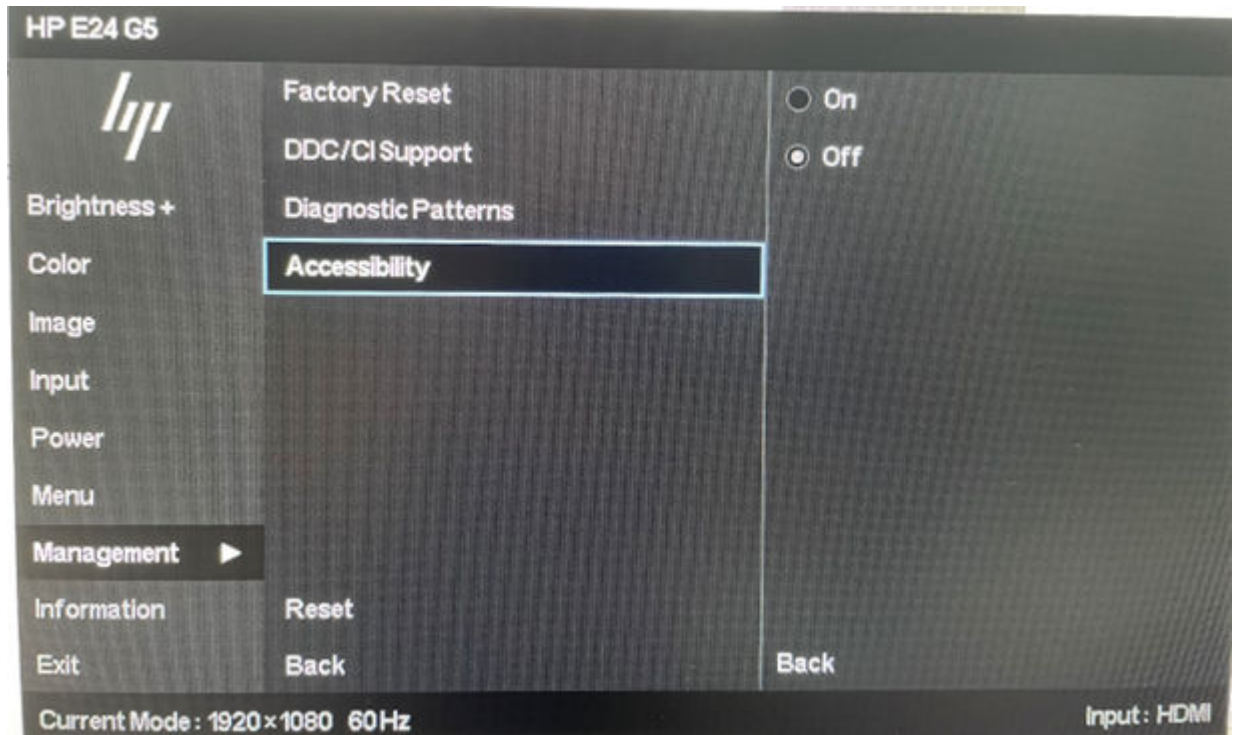 HP E24 G5
hp
Brightness +
Color
Image
Input
Power
Menu
Management
Information
Exit
Factory Reset
DDC/CI Support
Diagnostic Patterns
Accessibility
Reset
Back
On
Off
Back
Current Mode : 1920×1080 60Hz
Input : HDMI